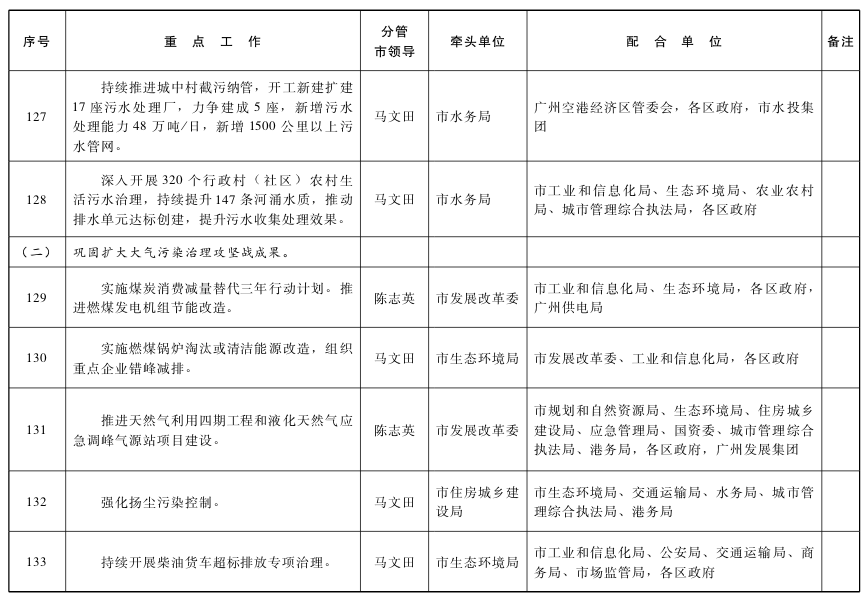 序号 重点工作 分管市领导 牵头单位 配合单位 备注
127
持续推进城中村截污纳管，开工新建扩建
17 座污水处理厂，力争建成 5 座，新增污水
处理能力 48 万吨/日，新增 1500 公里以上污
水管网。
马文田
市水务局
广州空港经济区管委会，各区政府，市水投集
团
128
深入开展 320 个行政村（社区）农村生
活污水治理，持续提升 147 条河涌水质，推动
排水单元达标创建，提升污水收集处理效果。
马文田
市水务局
市工业和信息化局、生态环境局、农业农村
局、城市管理综合执法局，各区政府
（二） 巩固扩大大气污染治理攻坚战成果。
129
实施煤炭消费减量替代三年行动计划。推
进燃煤发电机组节能改造。
陈志英
市发展改革委
市工业和信息化局、生态环境局，各区政府，
广州供电局
130
实施燃煤锅炉淘汰或清洁能源改造，组织
重点企业错峰减排。
马文田
市生态环境局
市发展改革委、工业和信息化局，各区政府
131
推进天然气利用四期工程和液化天然气应
急调峰气源站项目建设。
陈志英
市发展改革委
市规划和自然资源局、生态环境局、住房城乡
建设局、应急管理局、国资委、城市管理综合
执法局、港务局，各区政府，广州发展集团
132
强化扬尘污染控制。
马文田
市住房城乡建
设局
市生态环境局、交通运输局、水务局、城市管
理综合执法局、港务局
133
持续开展柴油货车超标排放专项治理。
马文田
市生态环境局
市工业和信息化局、公安局、交通运输局、商
务局、市场监管局，各区政府